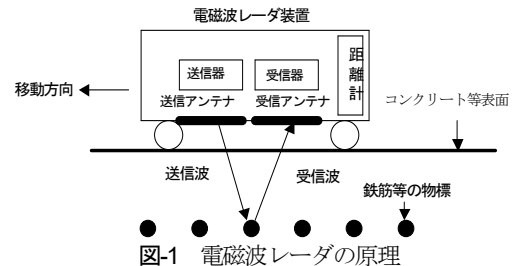 電磁波レーダ装置
距離計
送信器
受信器
移動方向
送信アンテナ
受信アンテナ
コンクリート等表面
送信波
受信波
鉄筋等の物標
図-1 電磁波レーダの原理